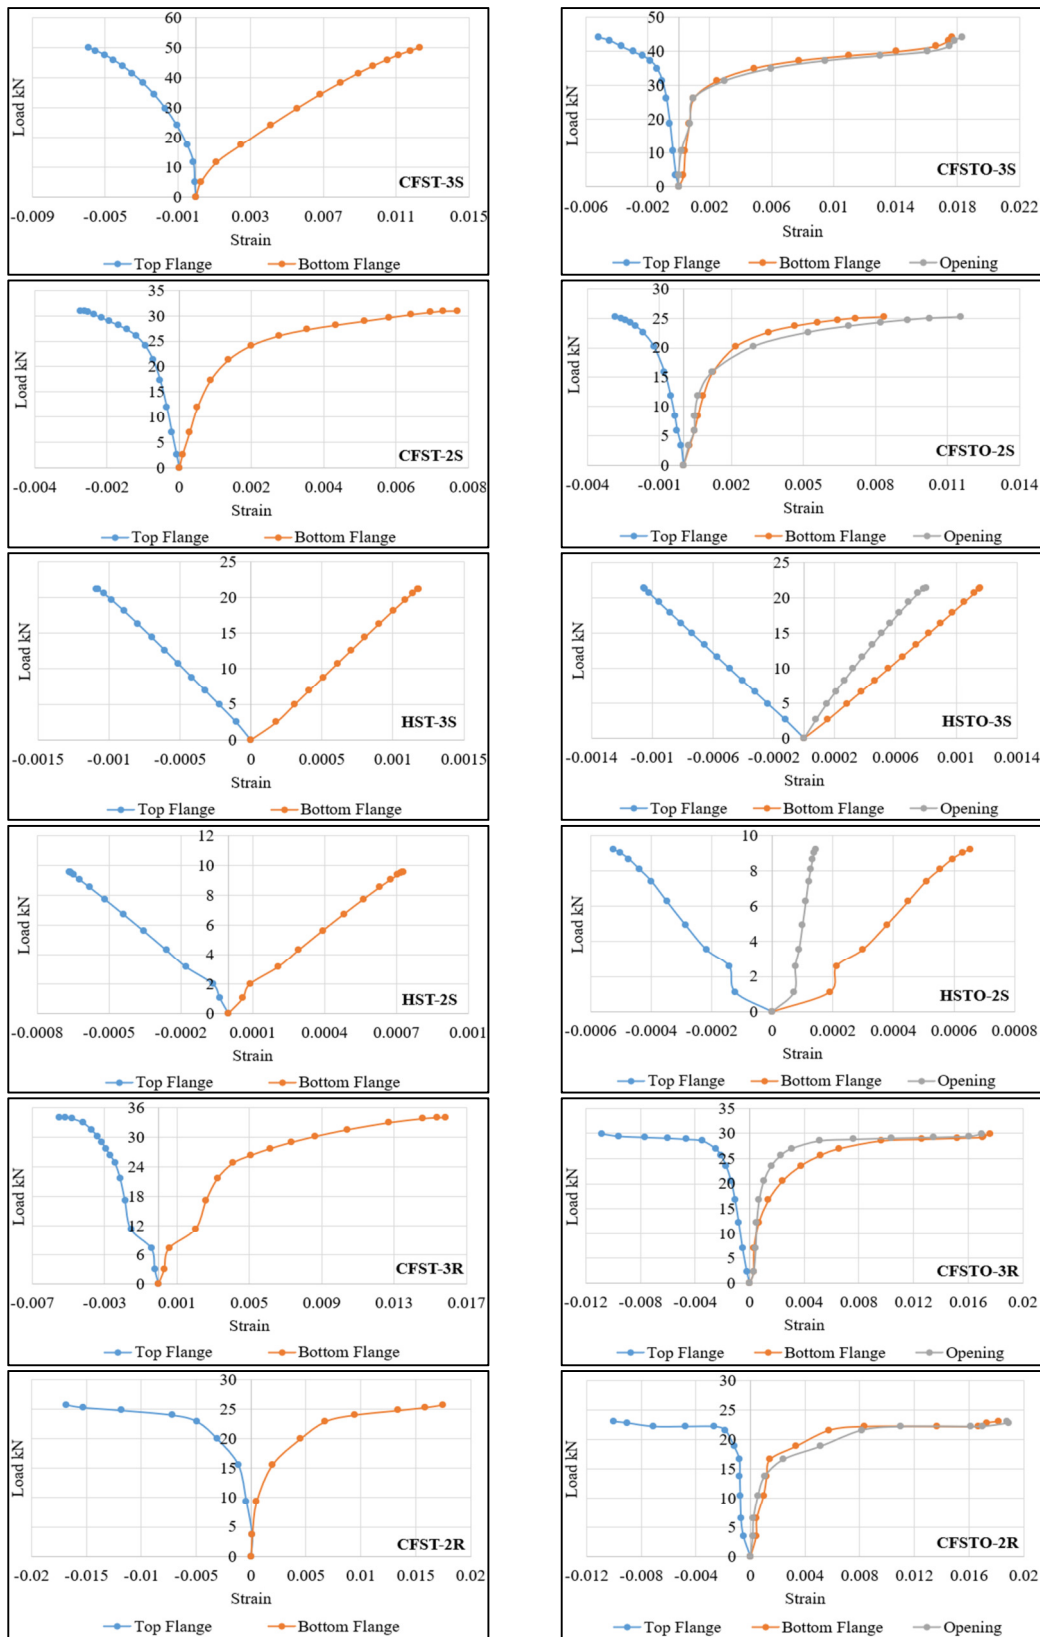 60
50
40
30
20
10
0
Load kN
CFST-3S
-0.009 -0.005 -0.001 0.003 0.007 0.011 0.015
Strain
Top Flange Bottom Flange
50
40
30
20
10
0
Load kN
CFSTO-3S
-0.006 -0.002 0.002 0.006 0.01 0.014 0.018 0.022
Strain
Top Flange Bottom Flange Opening
35
30
25
20
15
10
5
0
Load kN
CFST-2S
-0.004 -0.002 0 0.002 0.004 0.006 0.008
Strain
Top Flange Bottom Flange
30
25
20
15
10
5
0
Load kN
CFSTO-2S
-0.004 -0.001 0.002 0.005 0.008 0.011 0.014
Strain
Top Flange Bottom Flange Opening
25
20
15
10
5
0
Load kN
HST-3S
-0.0015 -0.001 -0.0005 0 0.0005 0.001 0.0015
Strain
Top Flange Bottom Flange
25
20
15
10
5
0
Load kN
HSTO-3S
-0.0014 -0.001 -0.0006 -0.0002 0.0002 0.0006 0.001 0.0014
Strain
Top Flange Bottom Flange Opening
12
10
8
6
4
2
0
Load kN
HST-2S
-0.0008 -0.0005 -0.0002 0.0001 0.0004 0.0007 0.001
Strain
Top Flange Bottom Flange
10
8
6
4
2
0
Load kN
HSTO-2S
-0.0006 -0.0004 -0.0002 0 0.0002 0.0004 0.0006 0.0008
Strain
Top Flange Bottom Flange Opening
36
30
24
18
12
6
0
Load kN
CFST-3R
-0.007 -0.003 0.001 0.005 0.009 0.013 0.017
Strain
Top Flange Bottom Flange
35
30
25
20
15
10
5
0
Load kN
CFSTO-3R
-0.012 -0.008 -0.004 0 0.004 0.008 0.012 0.016 0.02
Strain
Top Flange Bottom Flange Opening
30
25
20
15
10
5
0
Load kN
CFST-2R
-0.02 -0.015 -0.01 -0.005 0 0.005 0.01 0.015 0.02
Strain
Top Flange Bottom Flange
30
25
20
15
10
5
0
Load kN
CFSTO-2R
-0.012 -0.008 -0.004 0 0.004 0.008 0.012 0.016 0.02
Strain
Top Flange Bottom Flange Opening